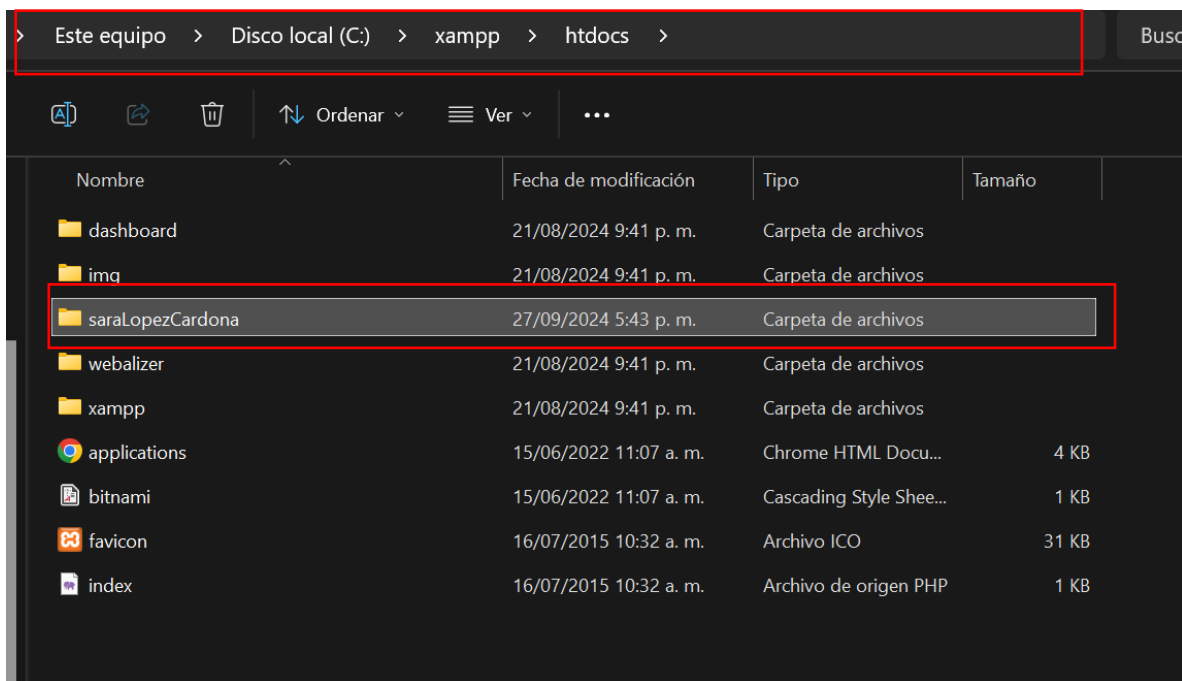 > Este equipo > Disco local (C:) > xampp > htdocs > Busc
Ordenar Ver
Nombre Fecha de modificación Tipo Tamaño
dashboard 21/08/2024 9:41 p. m. Carpeta de archivos
img 21/08/2024 9:41 p. m. Carpeta de archivos
saraLopezCardona 27/09/2024 5:43 p. m. Carpeta de archivos
webalizer 21/08/2024 9:41 p. m. Carpeta de archivos
xampp 21/08/2024 9:41 p. m. Carpeta de archivos
applications 15/06/2022 11:07 a. m. Chrome HTML Docu... 4 KB
bitnami 15/06/2022 11:07 a. m. Cascading Style Shee... 1 KB
favicon 16/07/2015 10:32 a. m. Archivo ICO 31 KB
index 16/07/2015 10:32 a. m. Archivo de origen PHP 1 KB